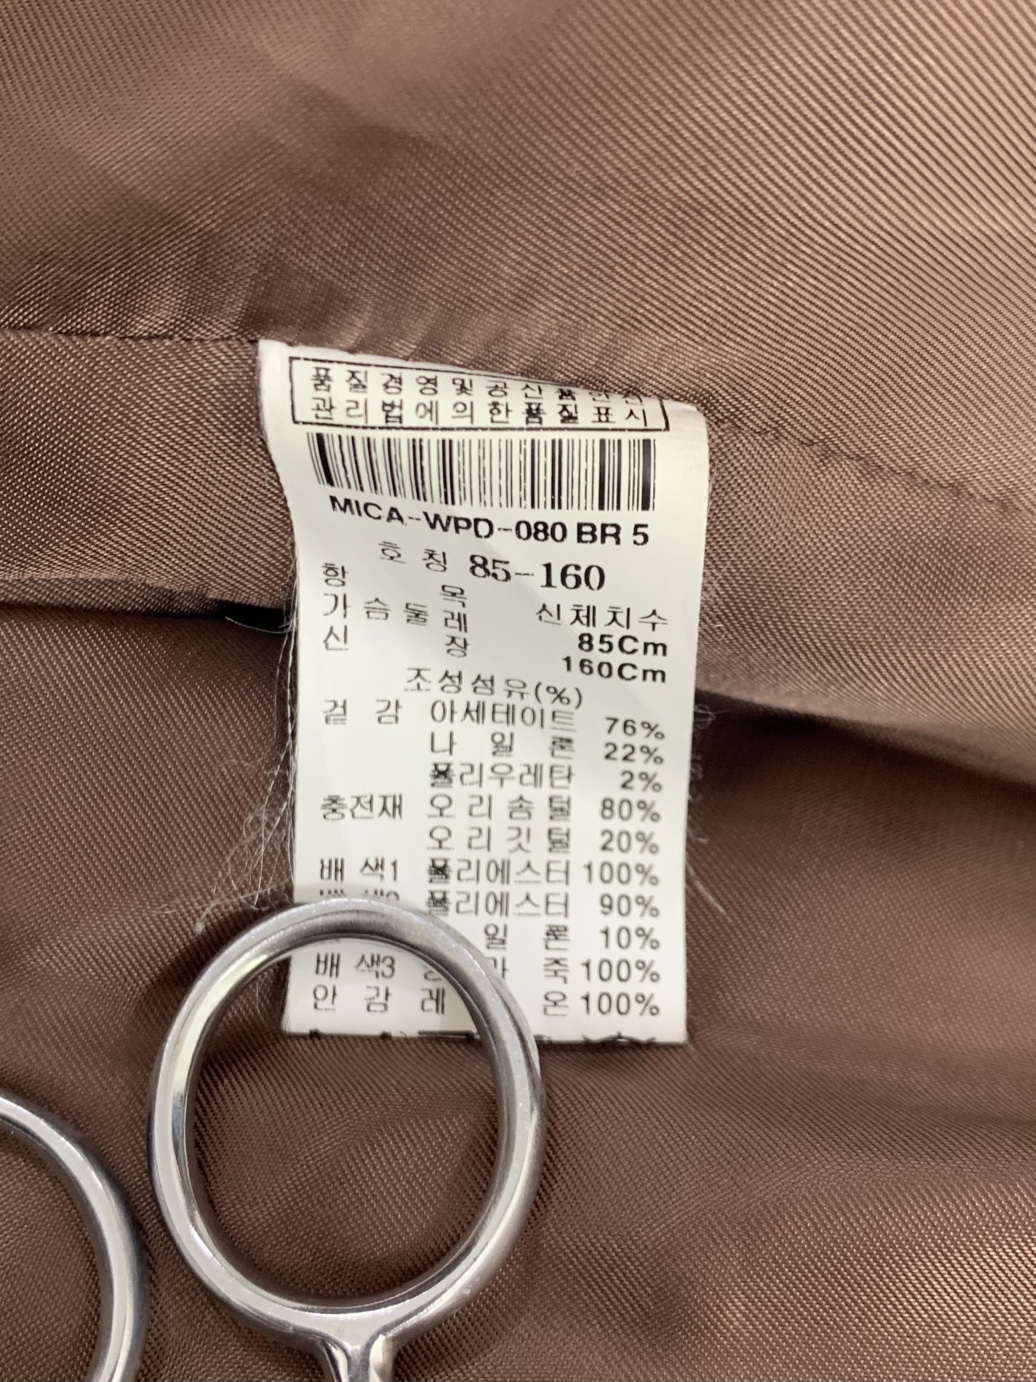 품질경영및공산품안전
관리법에의한품질표시
MICA-WPD-080 BR 5
호칭 85-160
항 목 신체치수
가슴둘레 85Cm
신 장 160Cm
조성섬유(%)
겉 감 아세테이트 76%
나 일 론 22%
폴리우레탄 2%
충전재 오리솜털 80%
오리깃털 20%
배 색1 폴리에스터 100%
폴리에스터 90%
일 론 10%
배 색3 죽 100%
안 감 레 온 100%